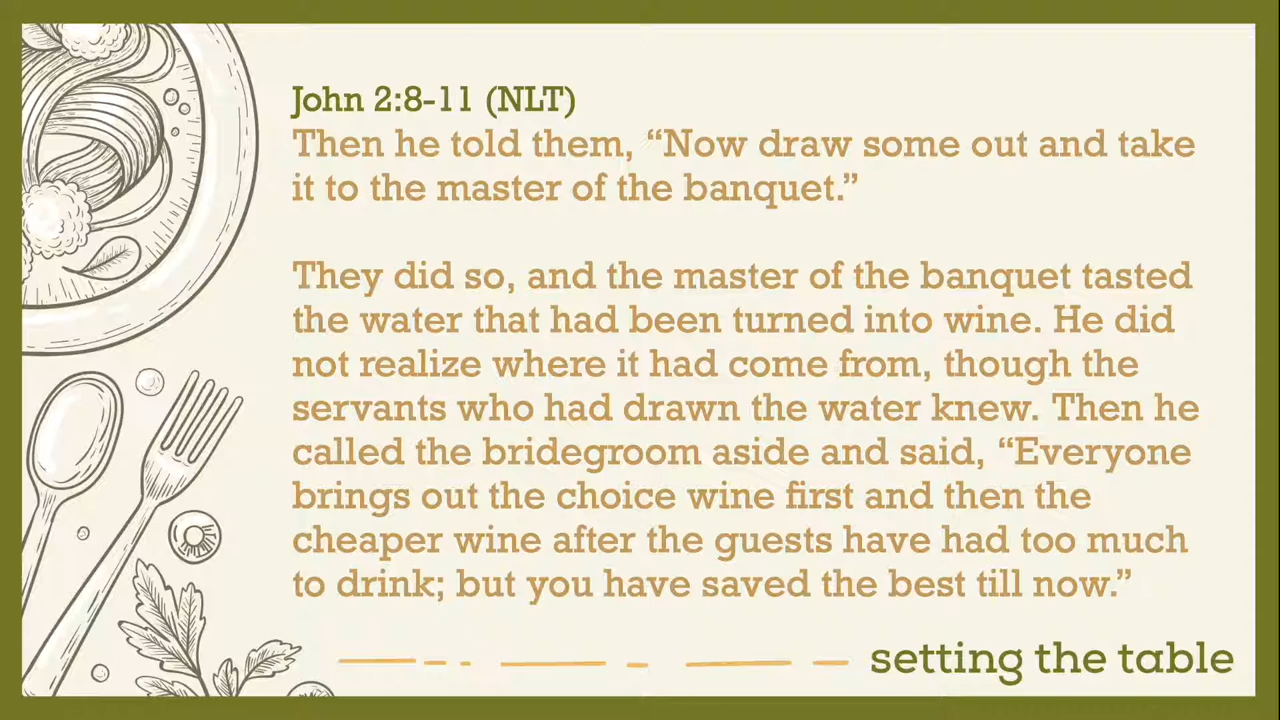 John 2:8-11 (NLT)
Then he told them, “Now draw some out and take
it to the master of the banquet.”
They did so, and the master of the banquet tasted
the water that had been turned into wine. He did
not realize where it had come from, though the
servants who had drawn the water knew. Then he
called the bridegroom aside and said, “Everyone
brings out the choice wine first and then the
cheaper wine after the guests have had too much
to drink; but you have saved the best till now.”
setting the table